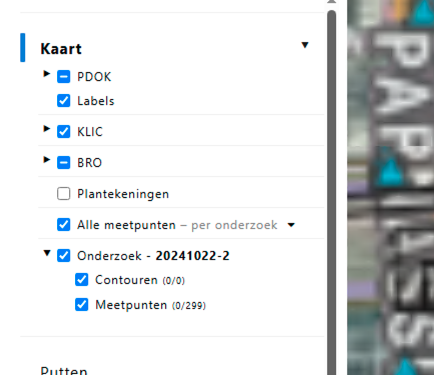 Kaart
PDOK
Labels
KLIC
BRO
Plantekeningen
Alle meetpunten – per onderzoek
Onderzoek - 20241022-2
Contouren (0/0)
Meetpunten (0/299)
Putten